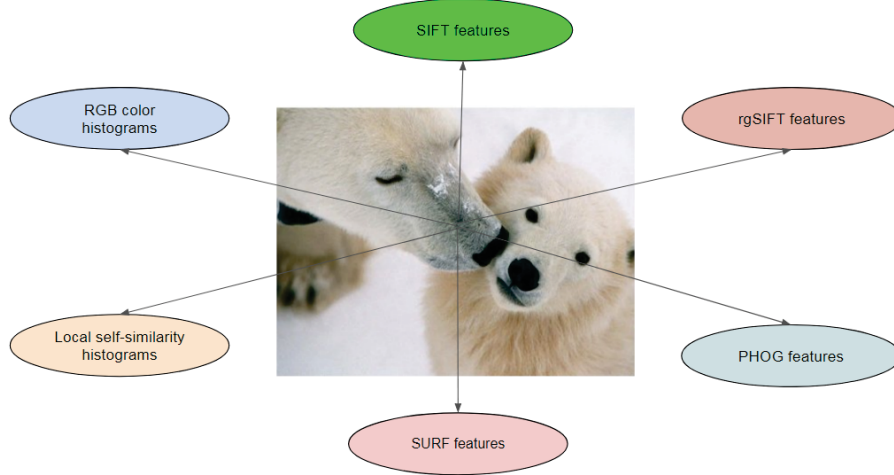 SIFT features
RGB color
histograms
rgSIFT features
Local self-similarity
histograms
PHOG features
SURF features